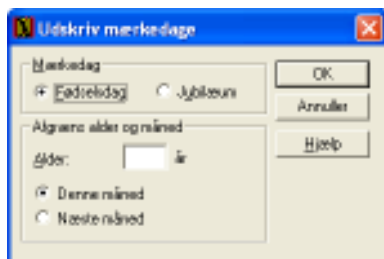 Udskriv mærkedage
Mærkedag
Fødselsdag
Jubilæum
OK
Annuller
Hjælp
Afgræns alder og måned
Alder:
år
Denne måned
Næste måned